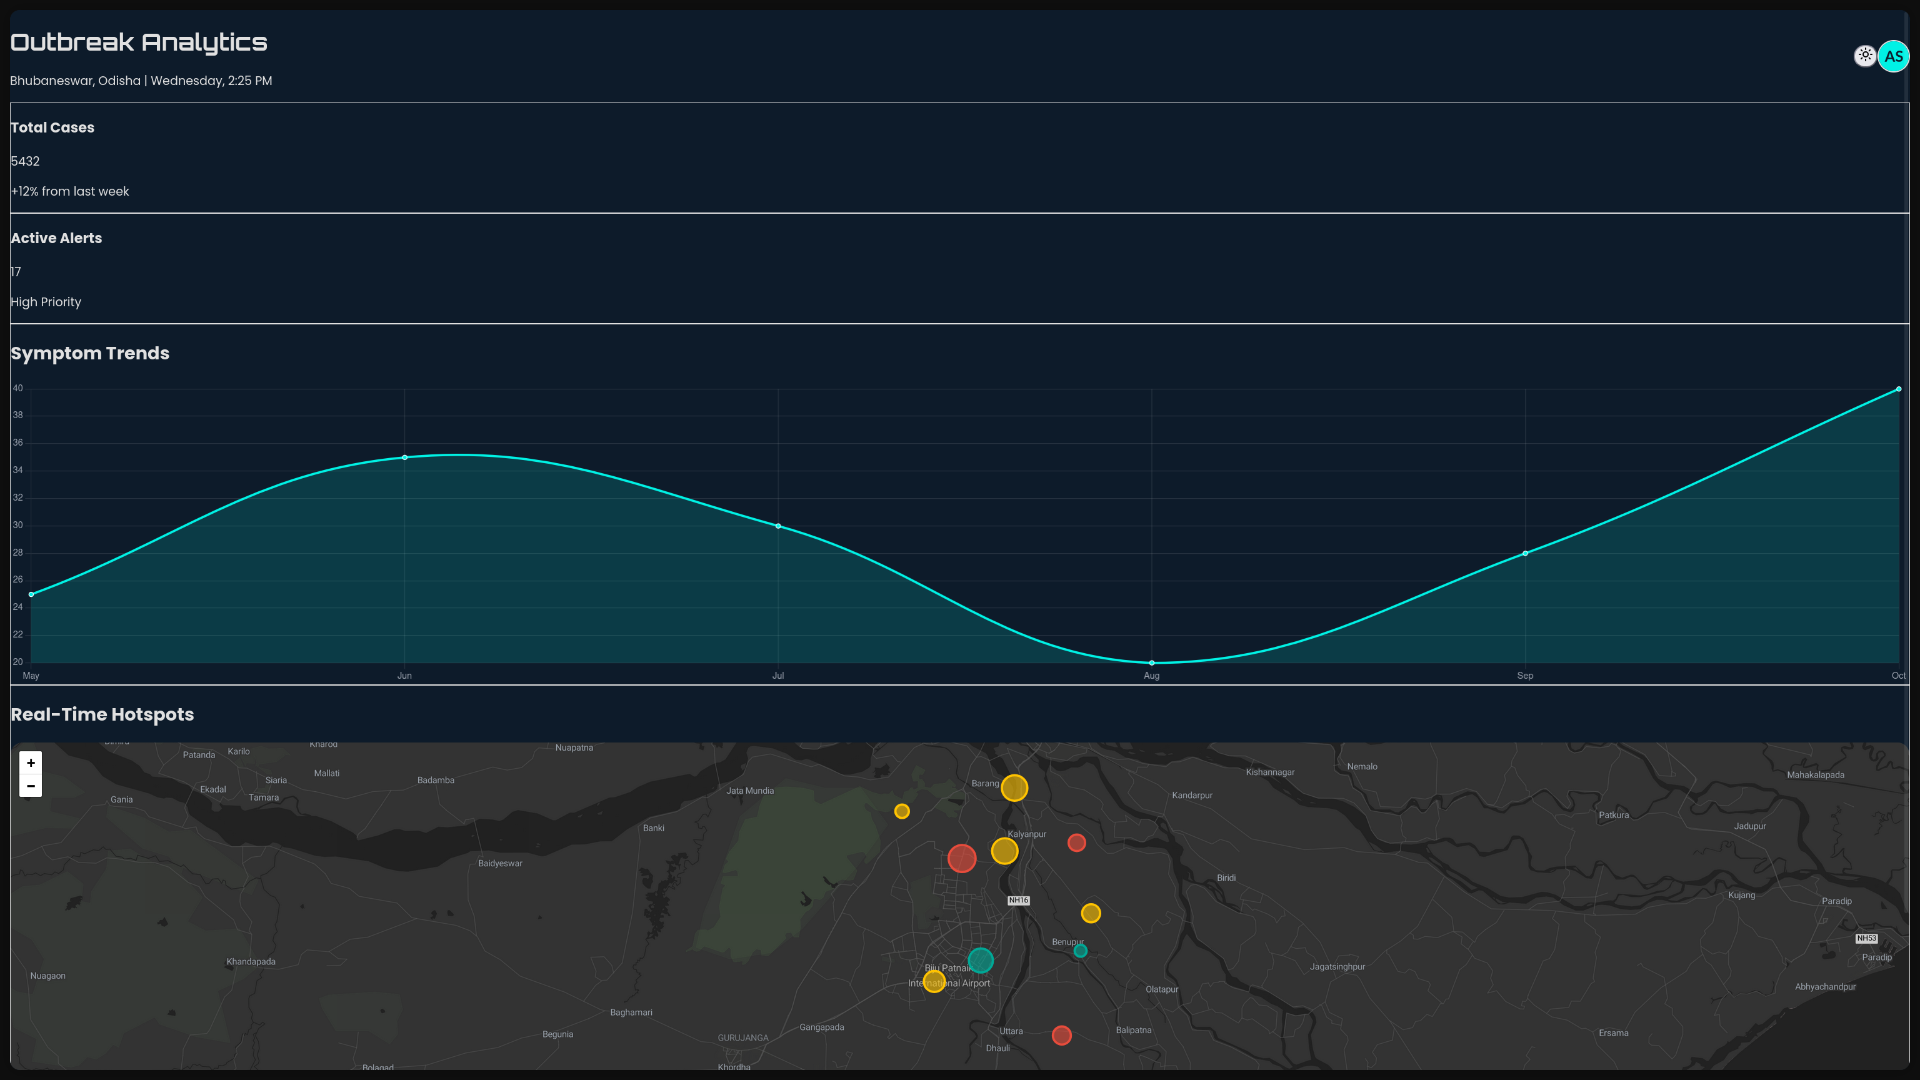 Outbreak Analytics
AS
Bhubaneswar, Odisha | Wednesday, 2:25 PM
Total Cases
5432
+12% from last week
Active Alerts
17
High Priority
Symptom Trends
40
38
36
34
32
30
28
26
24
22
20
May
Jun
Jul
Aug
Sep
Oct
Real-Time Hotspots
+
−
Kharod
Nuapatna
Patanda
Karilo
Mallati
Siaria
Badamba
Ekadal
Tamara
Gania
Jata Mundia
Barang
Kishannagar
Nemalo
Mahakalapada
Kandarpur
Banki
Kalyanpur
Patkura
Jadupur
Baidyeswar
Biridi
Kujang
Paradip
NH16
NH53
Paradip
Benupur
Khandapada
Nuagaon
Biju Patnaik
International Airport
Jagatsinghpur
Olatapur
Abhyachandpur
Baghamari
Begunia
Gangapada
GURUJANGA
Uttara
Balipatna
Ersama
Dhauli
Khordha
Bolagad